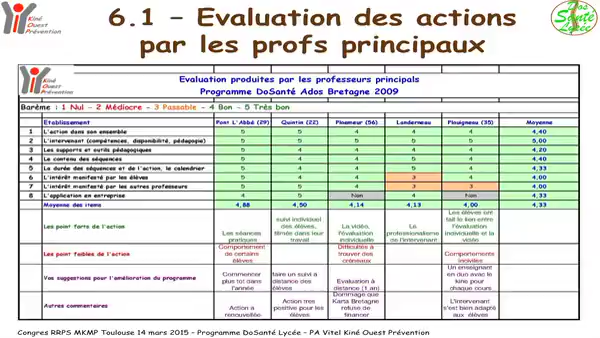 Kiné
Ouest
Prévention
6.1 – Evaluation des actions
par les profs principaux
Dos
Santé
Lycée
Kiné
Ouest
Prévention
Evaluation produites par les professeurs principals
Programme DoSanté Ados Bretagne 2009
Barème : 1 Nul - 2 Médiocre - 3 Passable - 4 Bon - 5 Très bon
Etablissement Pont L'Abbé (29) Quintin (22) Ploemeur (56) Landerneau Plouigneau (35) Moyenne
1 L'action dans son ensemble 5 5 4 4 4 4,40
2 L'intervenant (compétences, disponibilité, pédagogie) 5 5 5 5 5 5,00
3 Les supports et outils pédagogiques 5 4 4 4 4 4,20
4 Le contenu des séquences 5 4 4 5 4 4,40
5 La durée des séquences et de l'action, le calendrier 5 4 4 5 4 4,33
6 L'intérêt manifesté par les élèves 5 4 4 3 4 4,00
7 L'intérêt manifesté par les autres professeurs 5 5 4 3 3 4,00
8 L'application en entreprise 4 5 Non 4 Non 4,33
Moyenne des items 4,88 4,50 4,14 4,13 4,00 4,33
Les point forts de l'action
Les séances
pratiques
suivi individuel
des élèves,
filmée dans leur
travail
La vidéo,
l'évaluation
individuelle
Le
professionalisme
de l'intervenant
Les élèves ont
fait le lien entre
l'évaluation
individuelle et la
vidéo
Les point faibles de l'action
Comportement
de certains
élèves
Difficultés à
trouver des
créneaux
Comportements
incivilés
Vos suggestions pour l'amélioration du programme
Commencer
plus tot dans
l'année
faire un suivi a
distance des
élèves
Evaluation à
distance (1 an)
Un enseignant
en duo avec le
kiné pour
chaque cours
Autres commentaires
Action a
renouvellée
Action très
positive pour les
élèves
Dommage que
Karta Bretagne
refuse de
financer
L'intervenant
s'est bien adapté
aux élèves
Congres RRPS MKMP Toulouse 14 mars 2015 – Programme DoSanté Lycée – PA Vitel Kiné Ouest Prévention